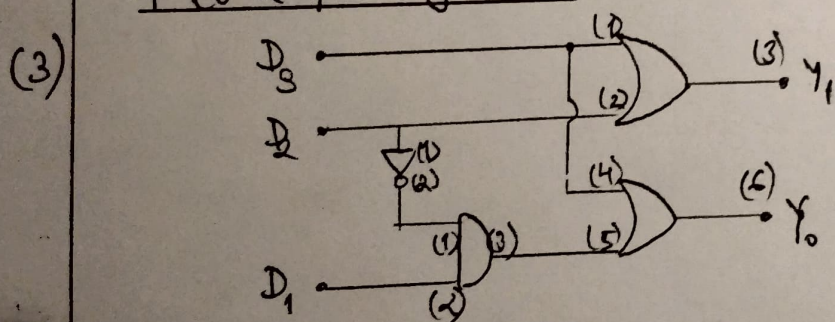 (3)
D3
(1)
(3)
Y1
(2)
D2
(1)
(2)
(4)
(6)
Y0
(1)
(3)
(5)
D1
(2)